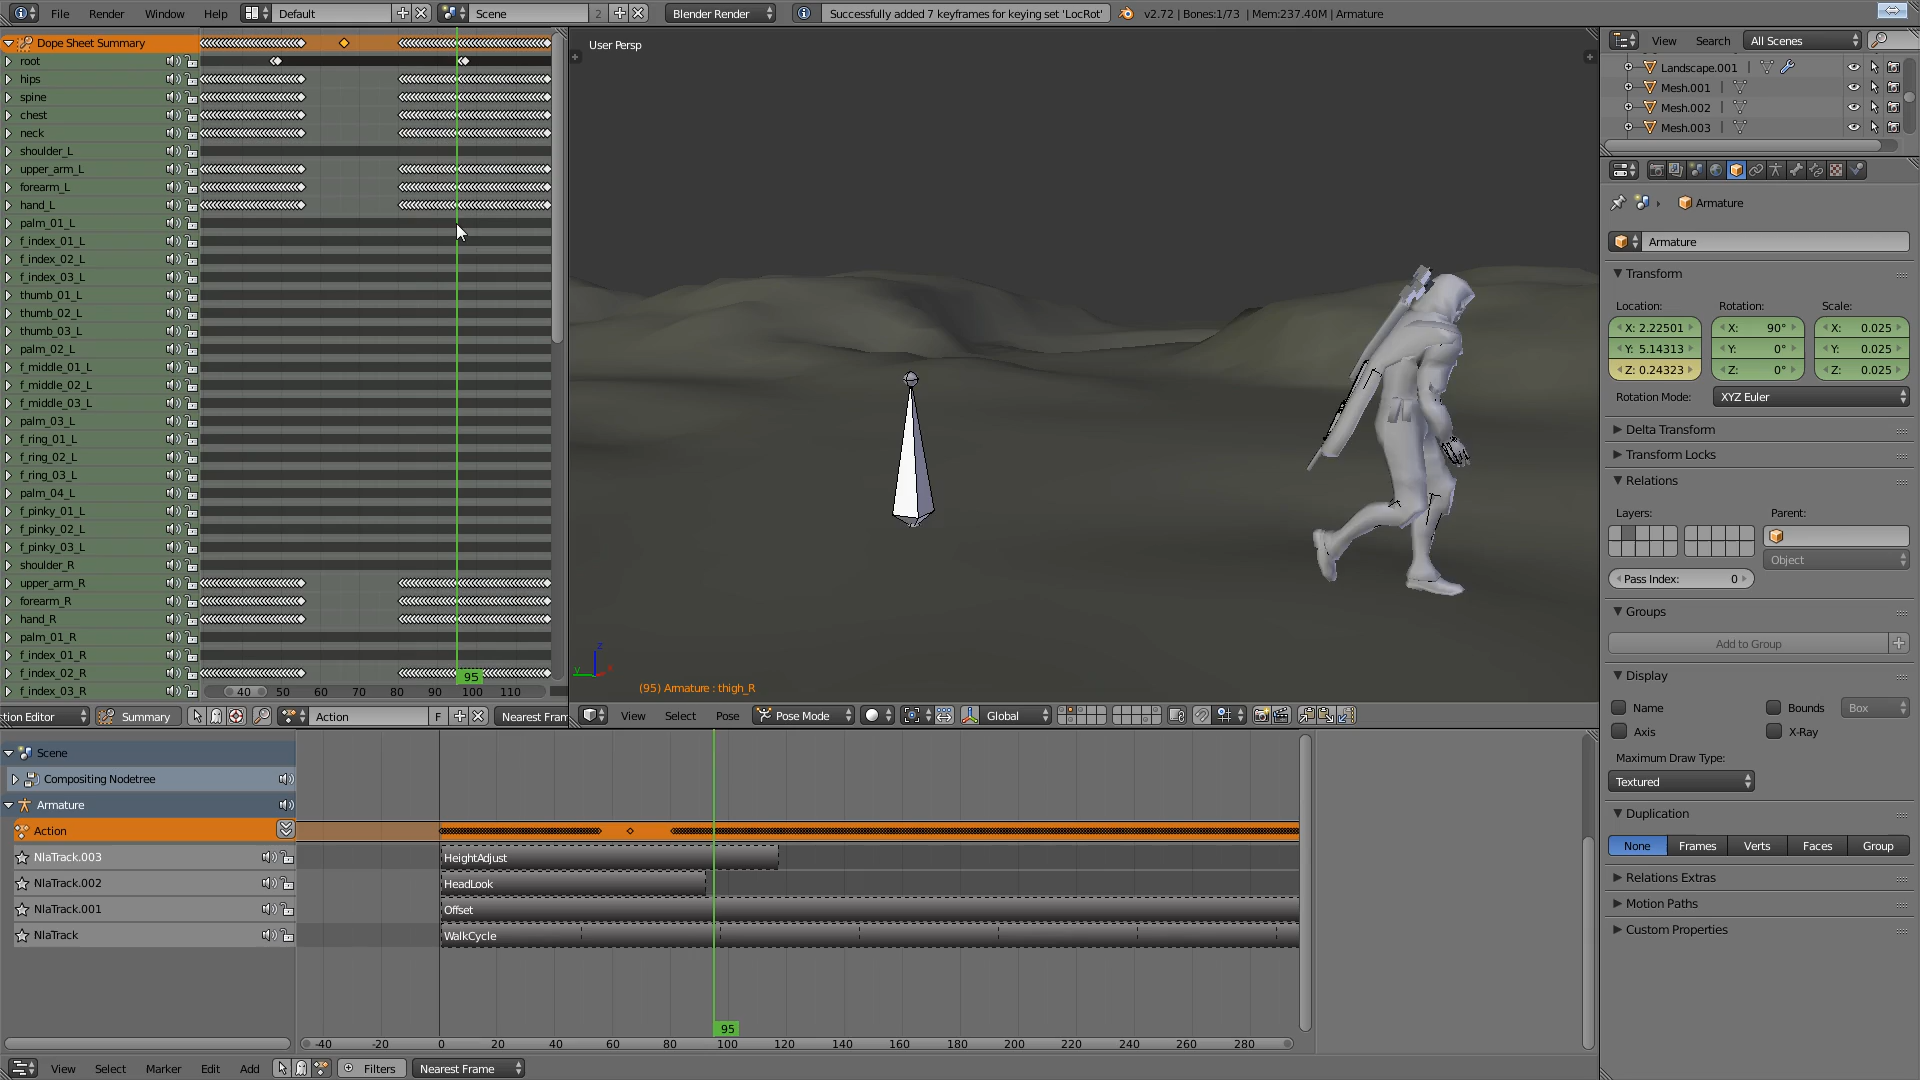 File Render Window Help Default Scene 2 Blender Render Successfully added 7 keyframes for keying set 'LocRot' v2.72 | Bones:1/73 | Mem:237.40M | Armature
Dope Sheet Summary
root
hips
spine
chest
neck
shoulder_L
upper_arm_L
forearm_L
hand_L
palm_01_L
f_index_01_L
f_index_02_L
f_index_03_L
thumb_01_L
thumb_02_L
thumb_03_L
palm_02_L
f_middle_01_L
f_middle_02_L
f_middle_03_L
palm_03_L
f_ring_01_L
f_ring_02_L
f_ring_03_L
palm_04_L
f_pinky_01_L
f_pinky_02_L
f_pinky_03_L
shoulder_R
upper_arm_R
forearm_R
hand_R
palm_01_R
f_index_01_R
f_index_02_R
f_index_03_R
95
40 50 60 70 80 90 100 110
tion Editor Summary Action F Nearest Fram
User Persp
z
y x
(95) Armature : thigh_R
View Select Pose Pose Mode Global
View Search All Scenes
Landscape.001 |
Mesh.001 |
Mesh.002 |
Mesh.003 |
Armature
Armature
Transform
Location: Rotation: Scale:
X: 2.22501 X: 90° X: 0.025
Y: 5.14313 Y: 0° Y: 0.025
Z: 0.24323 Z: 0° Z: 0.025
Rotation Mode: XYZ Euler
Delta Transform
Transform Locks
Relations
Layers: Parent:
Object
Pass Index: 0
Groups
Add to Group
Display
Name Bounds Box
Axis X-Ray
Maximum Draw Type:
Textured
Duplication
None Frames Verts Faces Group
Relations Extras
Motion Paths
Custom Properties
Scene
Compositing Nodetree
Armature
Action
NlaTrack.003 HeightAdjust
NlaTrack.002 HeadLook
NlaTrack.001 Offset
NlaTrack WalkCycle
95
-40 -20 0 20 40 60 80 100 120 140 160 180 200 220 240 260 280
View Select Marker Edit Add Filters Nearest Frame